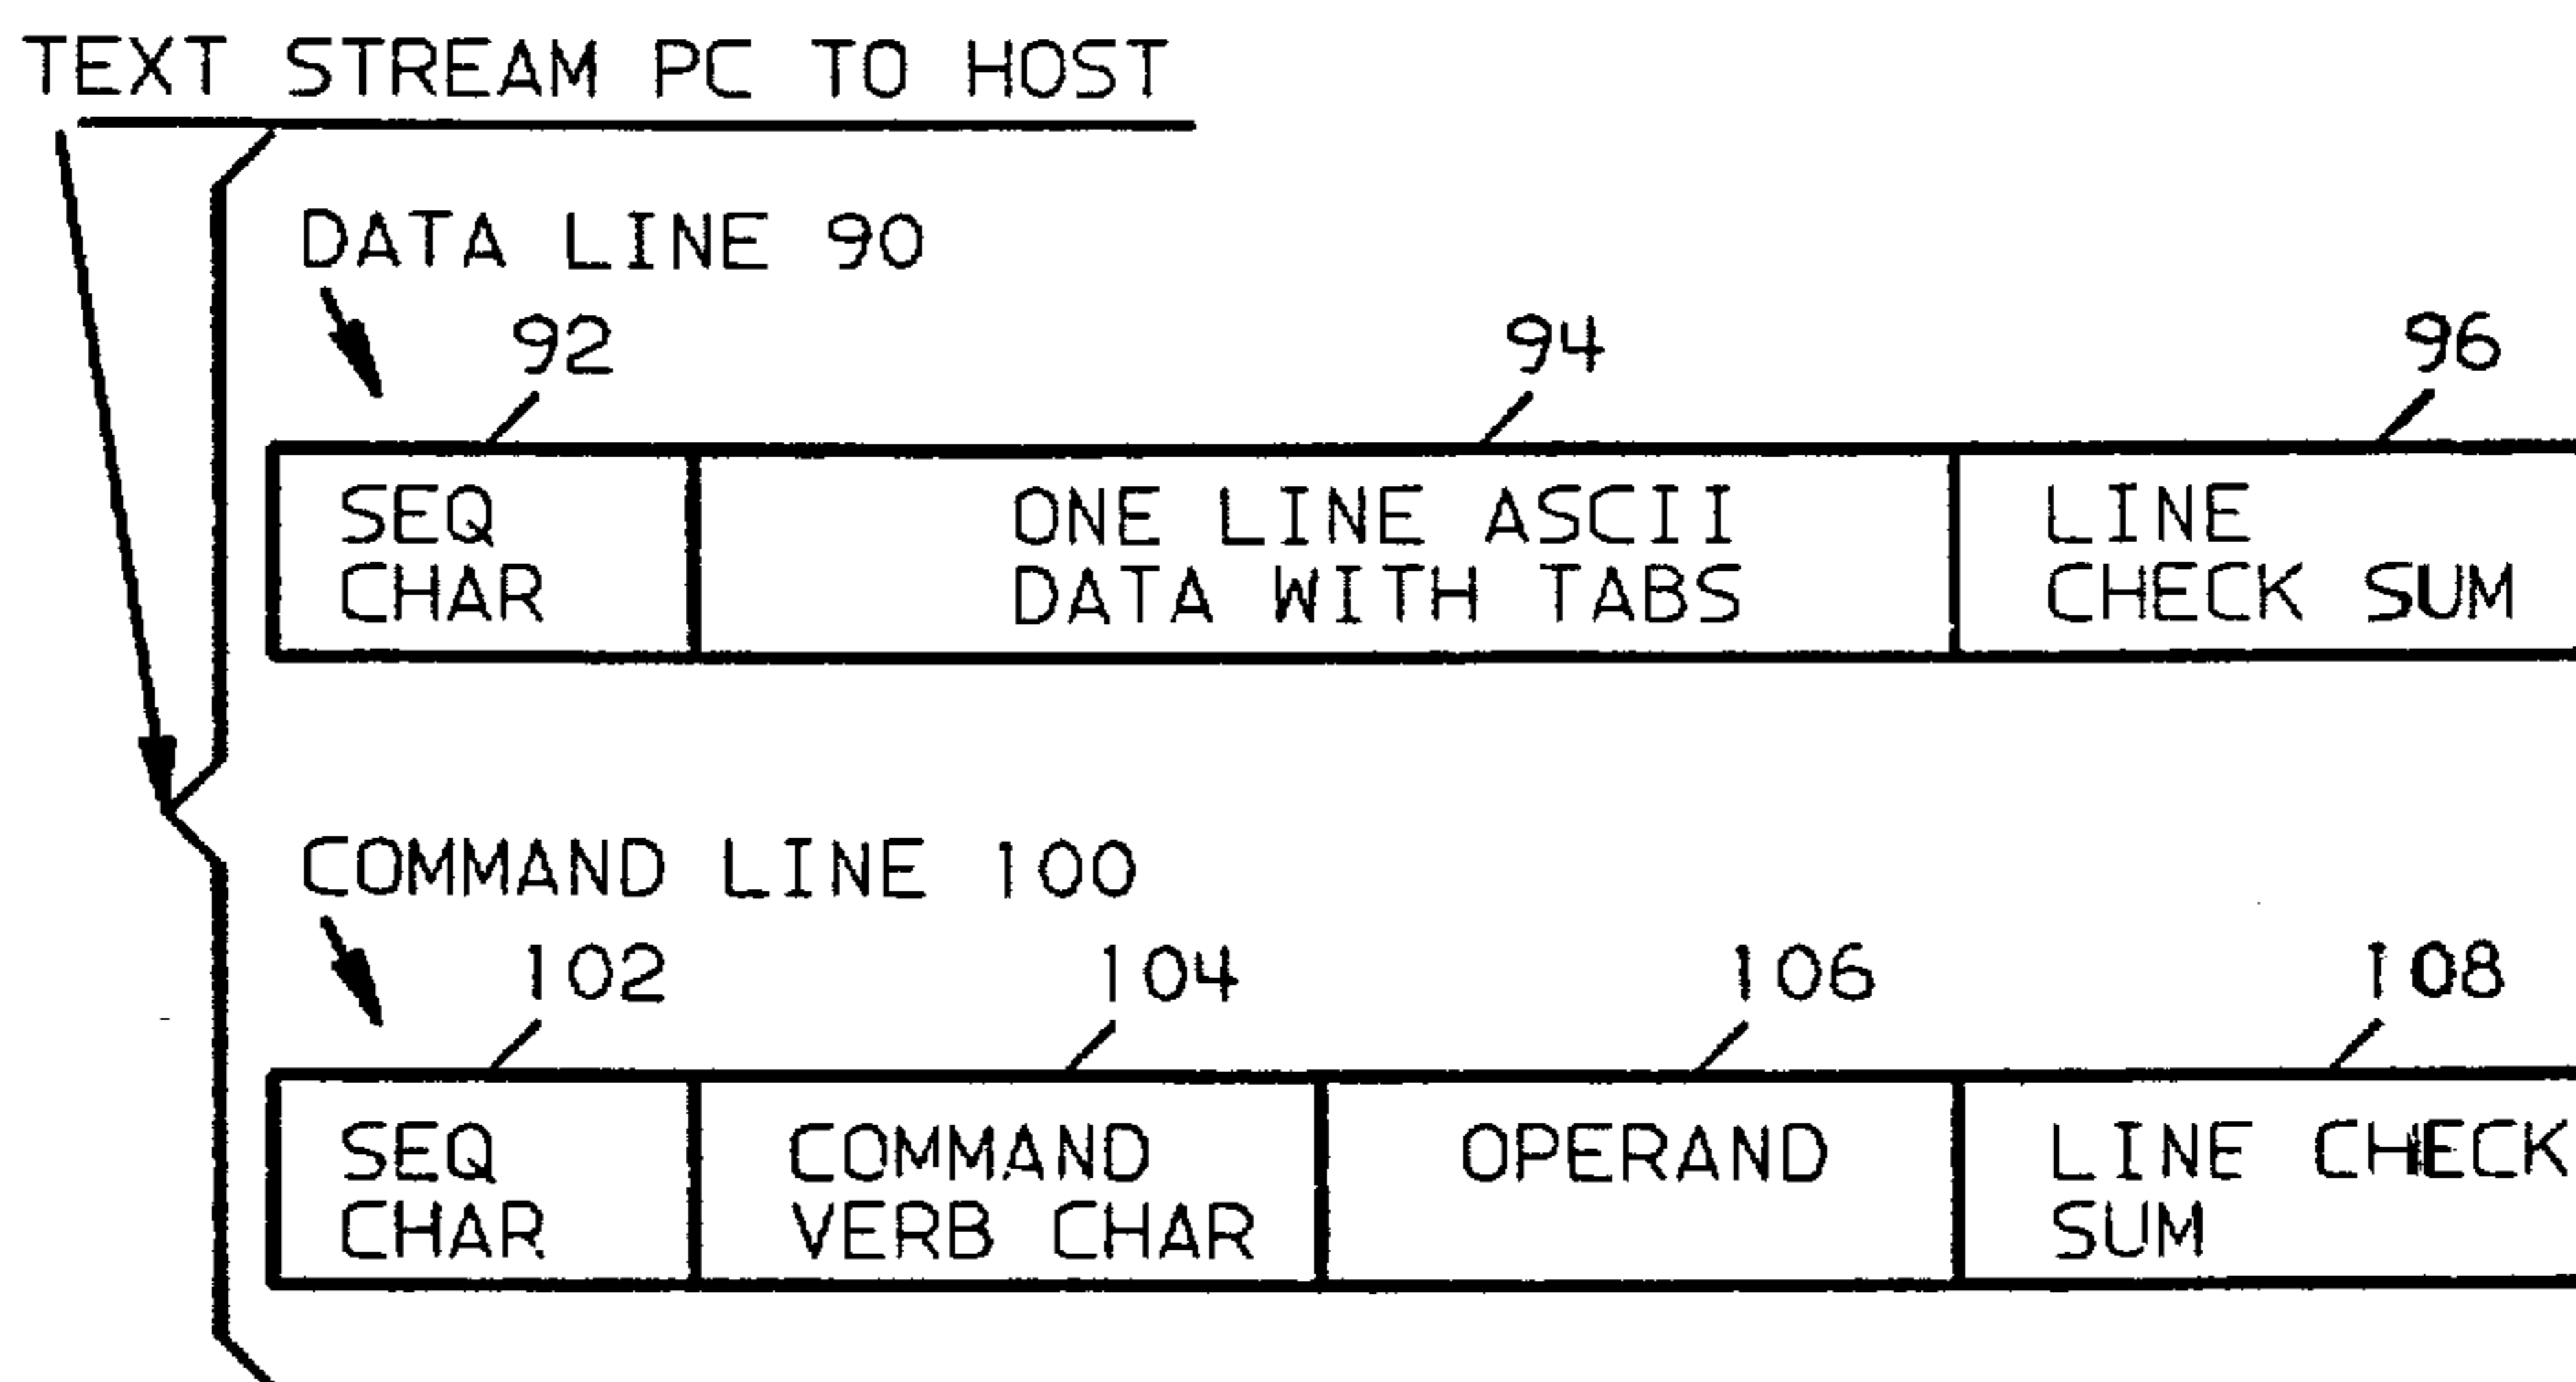 TEXT STREAM PC TO HOST
DATA LINE 90
92 94 96
SEQ CHAR
ONE LINE ASCII
DATA WITH TABS
LINE
CHECK SUM
COMMAND LINE 100
102 104 106 108
SEQ CHAR
COMMAND
VERB CHAR
OPERAND
LINE CHECK
SUM